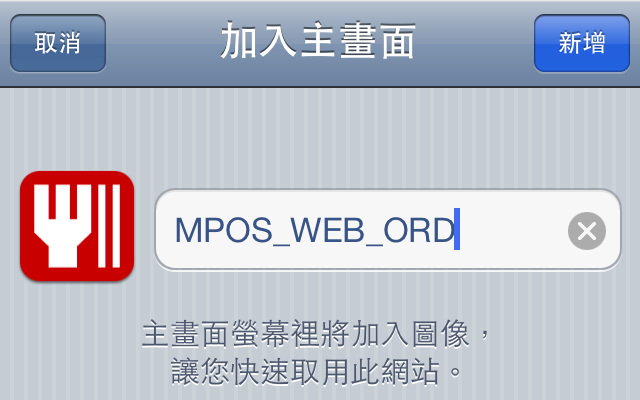 取消
加入主畫面
新增
MPOS_WEB_ORD
主畫面螢幕裡將加入圖像，
讓您快速取用此網站。